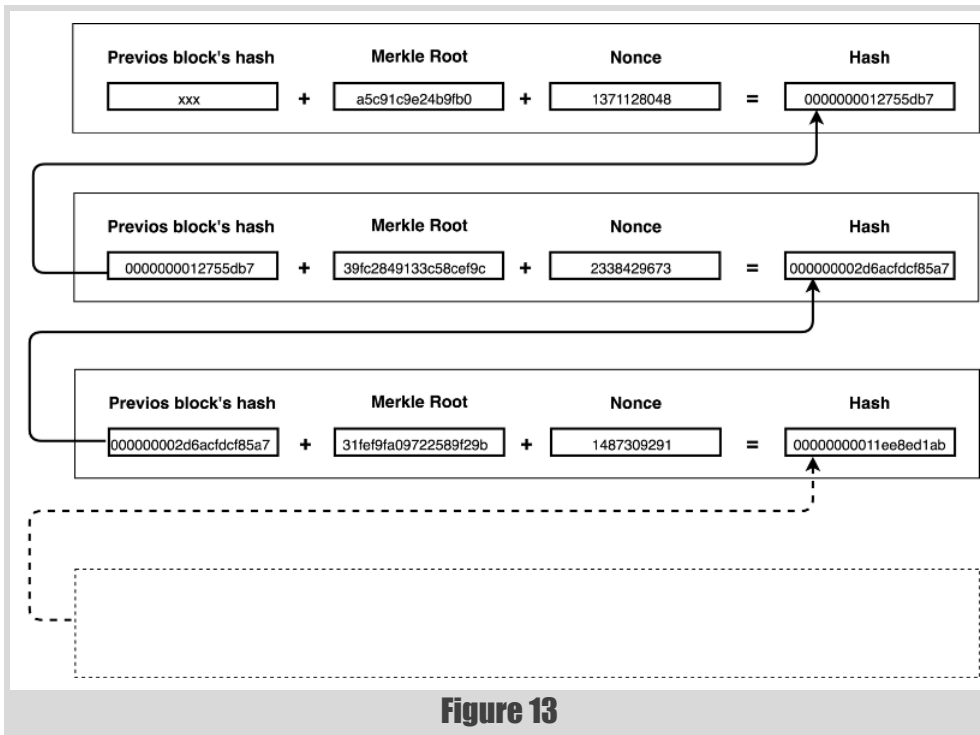 Previos block's hash Merkle Root Nonce Hash
xxx + a5c91c9e24b9fb0 + 1371128048 = 0000000012755db7
Previos block's hash Merkle Root Nonce Hash
0000000012755db7 + 39fc2849133c58cef9c + 2338429673 = 000000002d6acfdcf85a7
Previos block's hash Merkle Root Nonce Hash
000000002d6acfdcf85a7 + 31fef9fa09722589f29b + 1487309291 = 00000000011ee8ed1ab
Figure 13